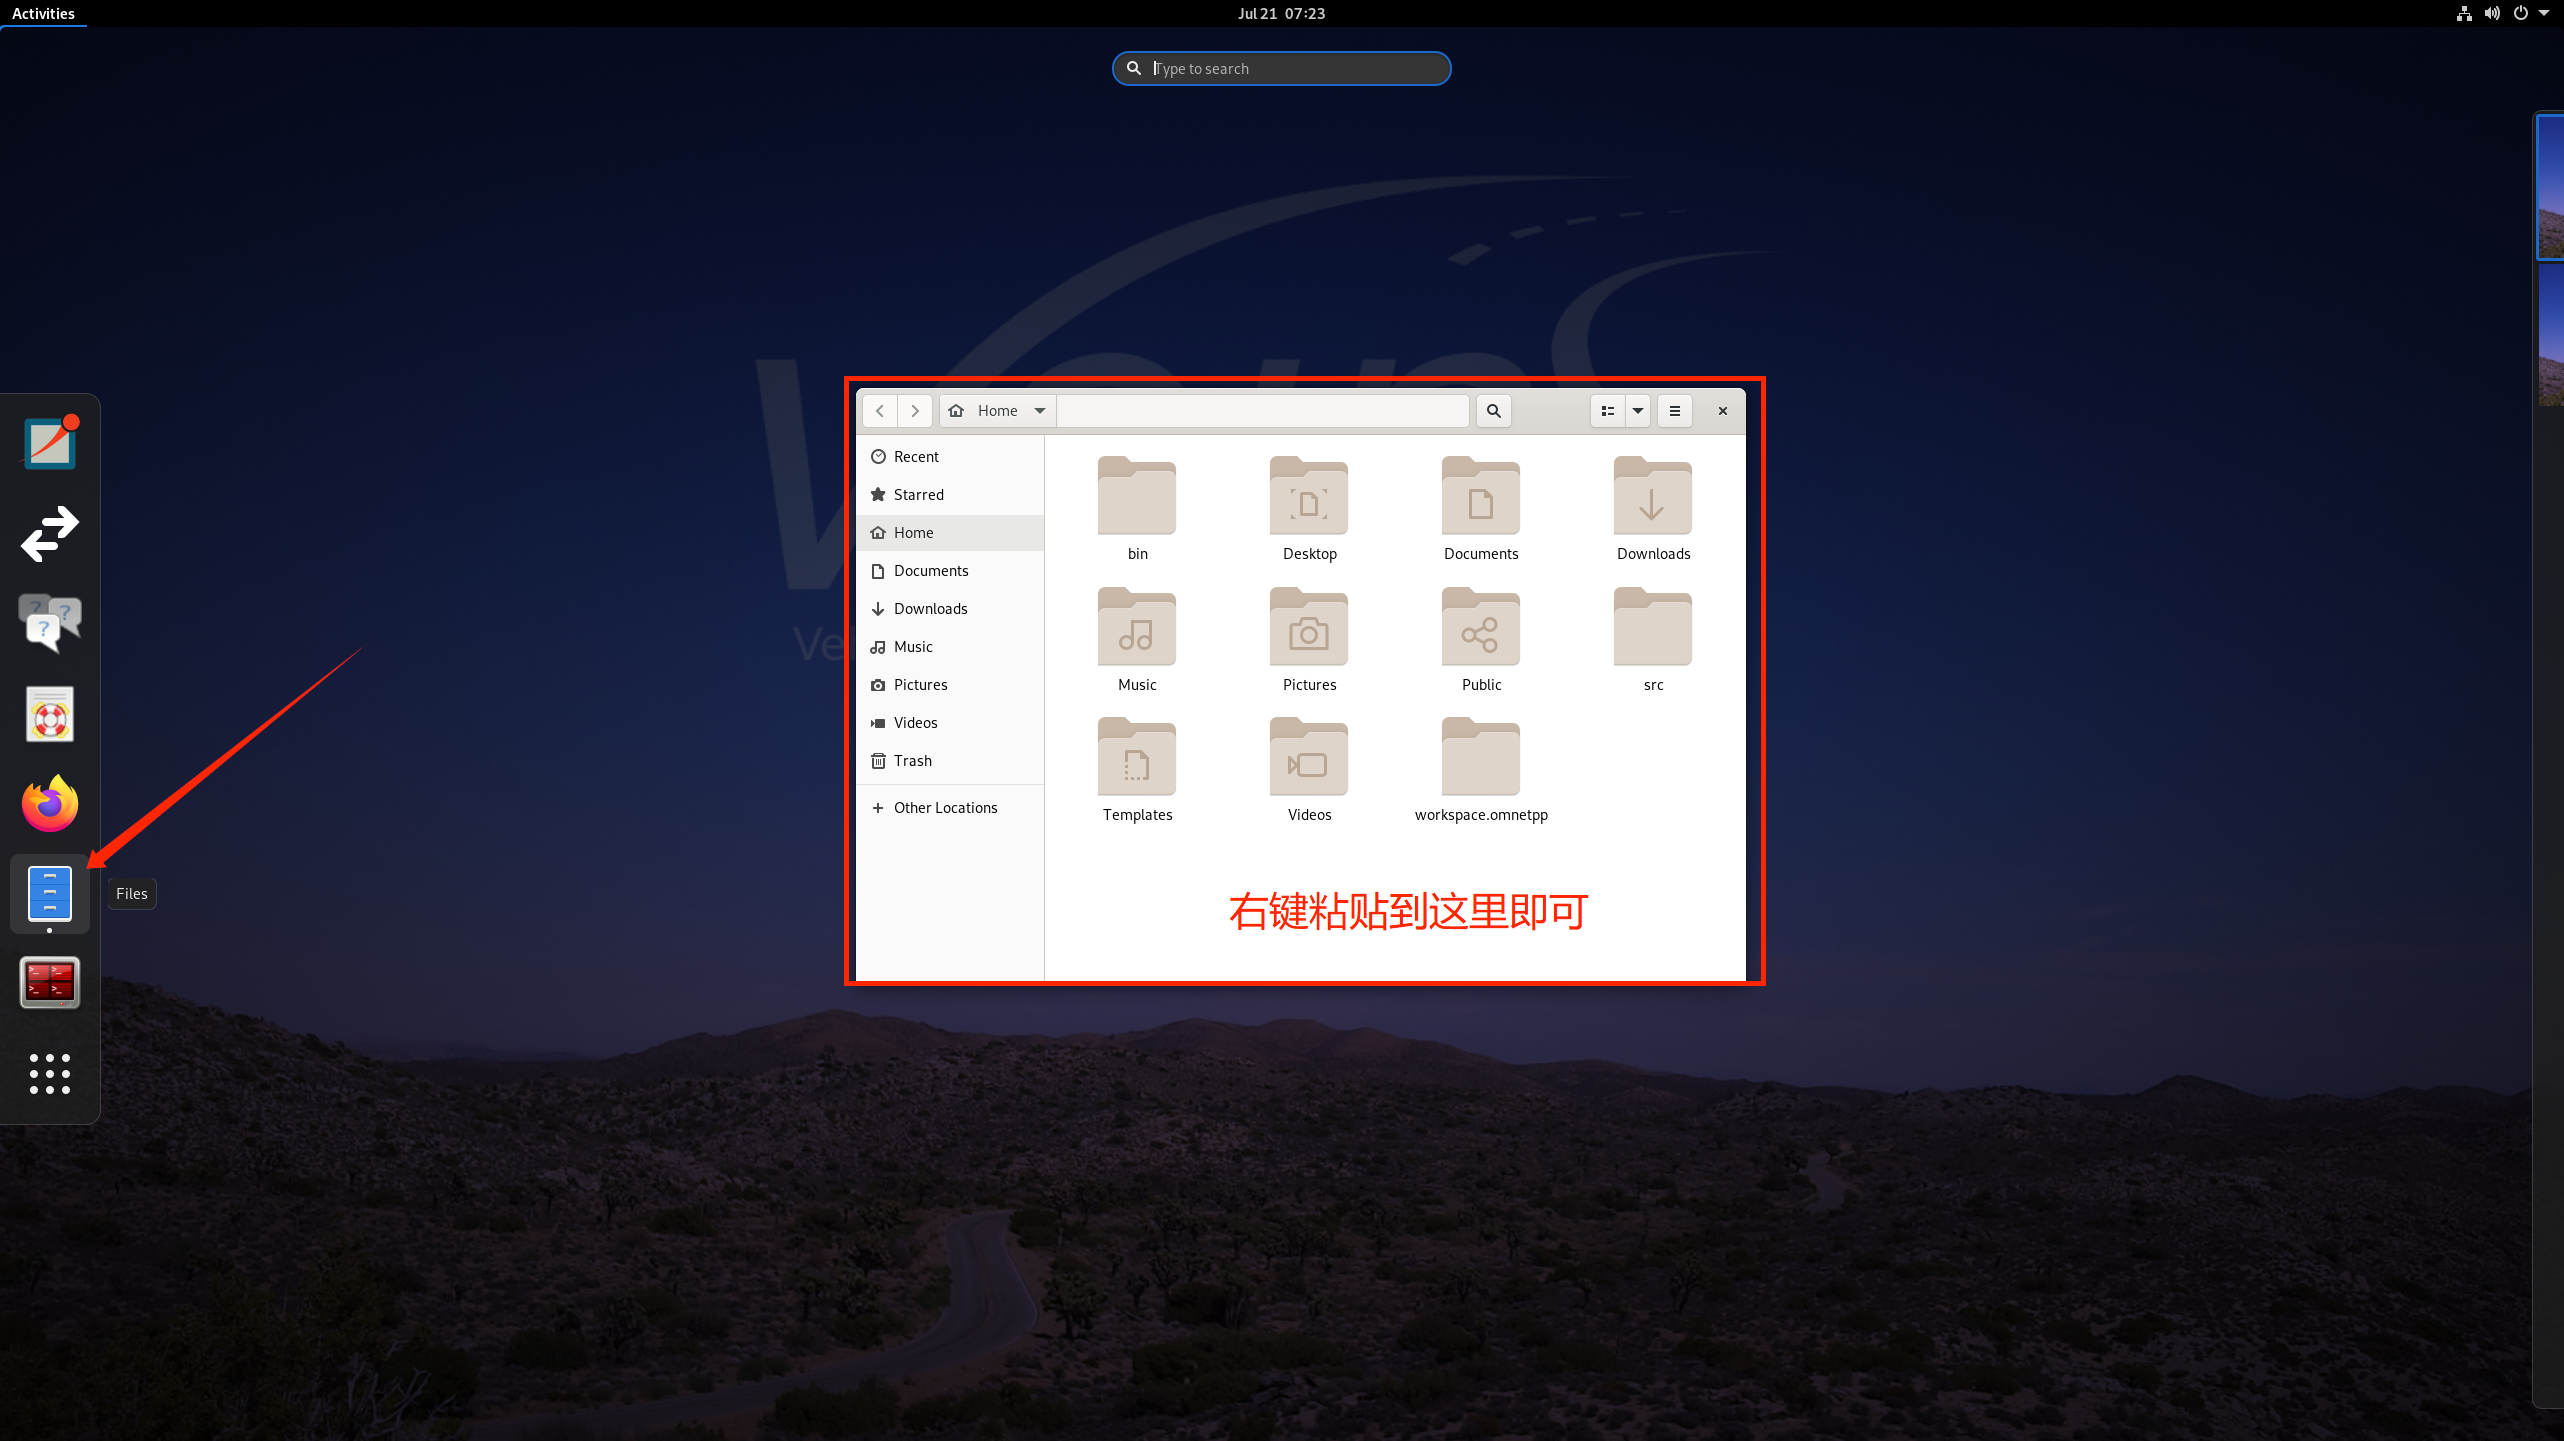 Activities
Jul 21 07:23
Type to search
Home
Recent
Starred
Home
Documents
Downloads
Music
Pictures
Videos
Trash
Other Locations
bin
Desktop
Documents
Downloads
Music
Pictures
Public
src
Templates
Videos
workspace.omnetpp
右键粘贴到这里即可
Files